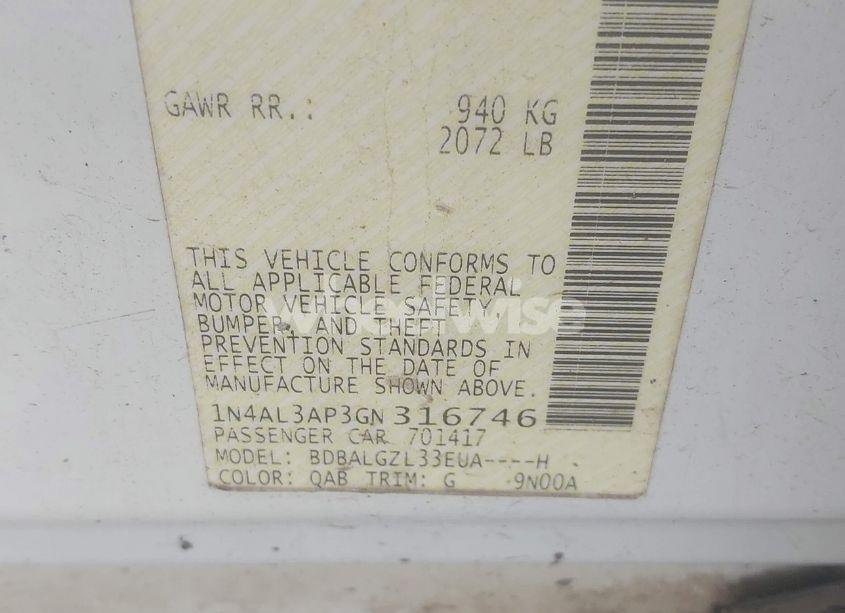 GAWR RR.: 940 KG
2072 LB
THIS VEHICLE CONFORMS TO
ALL APPLICABLE FEDERAL
MOTOR VEHICLE SAFETY,
BUMPER, AND THEFT
PREVENTION STANDARDS IN
EFFECT ON THE DATE OF
MANUFACTURE SHOWN ABOVE.
1N4AL3AP3GN316746
PASSENGER CAR 701417
MODEL: BDBALGZL33EUA----H
COLOR: QAB TRIM: G 9N00A